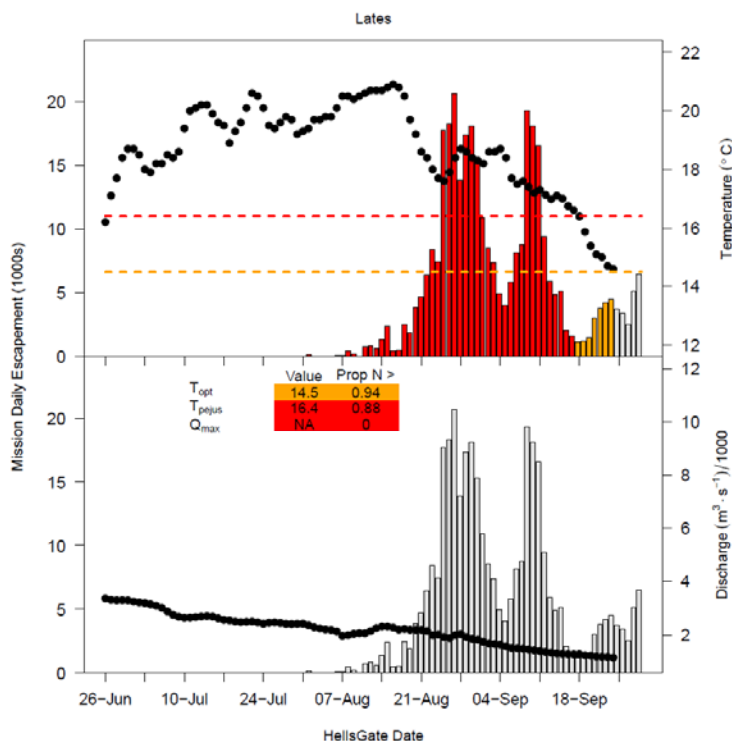 Lates
Mission Daily Escapement (1000s)
20
15
10
5
0
22
20
18
16
14
12
Temperature (°C)
Value Prop N >
T_opt 14.5 0.94
T_pejus 16.4 0.88
Q_max NA 0
20
15
10
5
0
12
10
8
6
4
2
Discharge (m³·s⁻¹)/1000
26−Jun 10−Jul 24−Jul 07−Aug 21−Aug 04−Sep 18−Sep
HellsGate Date